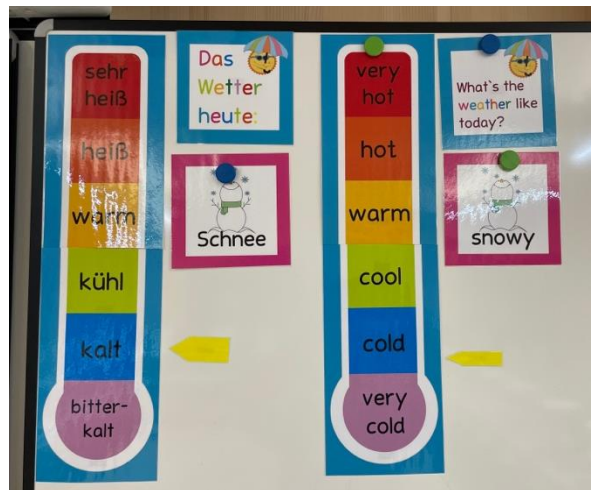 sehr
heiß
heiß
warm
kühl
kalt
bitter-
kalt
Das
Wetter
heute:
Schnee
very
hot
hot
warm
cool
cold
very
cold
What`s the
weather like
today?
snowy